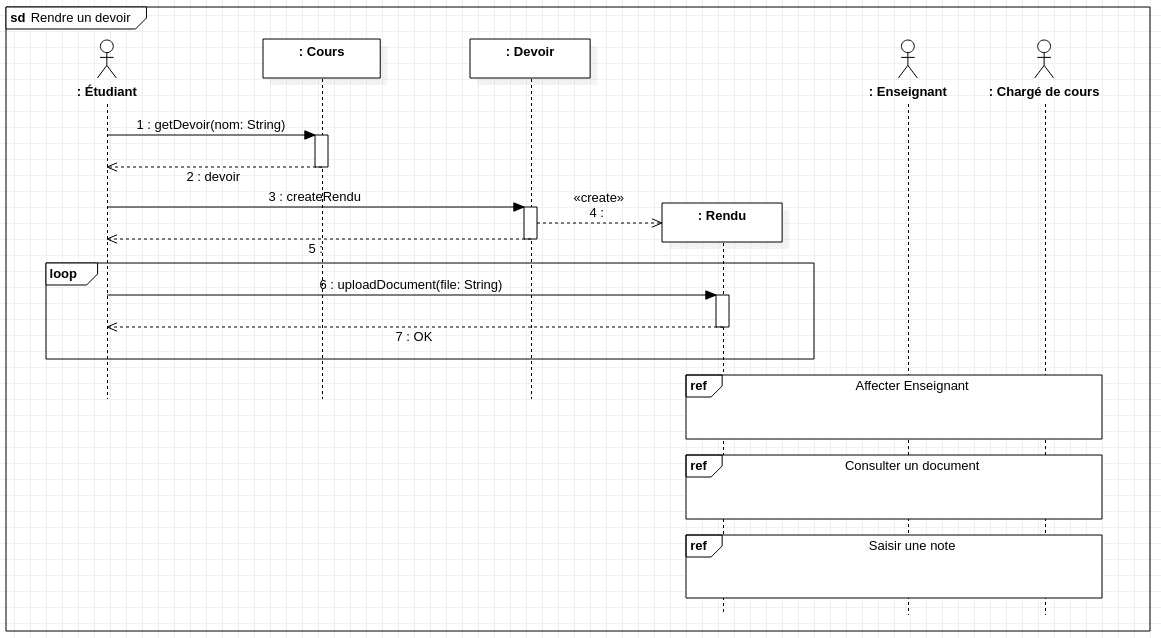 sd Rendre un devoir
: Étudiant
: Cours
: Devoir
: Enseignant
: Chargé de cours
1 : getDevoir(nom: String)
2 : devoir
3 : createRendu
«create»
4 :
: Rendu
5 :
loop
6 : uploadDocument(file: String)
7 : OK
ref Affecter Enseignant
ref Consulter un document
ref Saisir une note